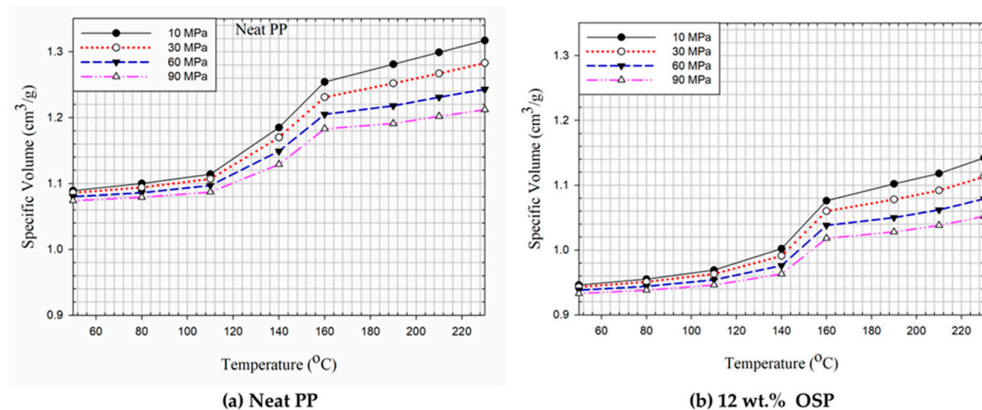 Neat PP
10 MPa
30 MPa
60 MPa
90 MPa
1.3
1.2
1.1
1.0
0.9
Specific Volume (cm³/g)
60 80 100 120 140 160 180 200 220
Temperature (°C)
(a) Neat PP
10 MPa
30 MPa
60 MPa
90 MPa
1.3
1.2
1.1
1.0
0.9
Specific Volume (cm³/g)
60 80 100 120 140 160 180 200 220
Temperature (°C)
(b) 12 wt.% OSP